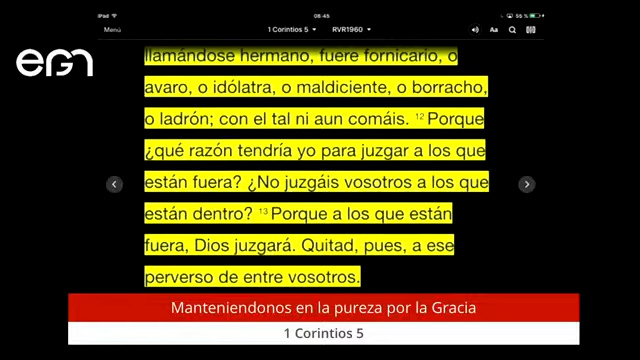 iPad 08:45 55 %
Menú 1 Corintios 5 RVR1960 Aa
ЄՐՁՈ
llamándose hermano, fuere fornicario, o
avaro, o idólatra, o maldiciente, o borracho,
o ladrón; con el tal ni aun comáis. 12 Porque
¿qué razón tendría yo para juzgar a los que
están fuera? ¿No juzgáis vosotros a los que
están dentro? 13 Porque a los que están
fuera, Dios juzgará. Quitad, pues, a ese
perverso de entre vosotros.
Manteniendonos en la pureza por la Gracia
1 Corintios 5